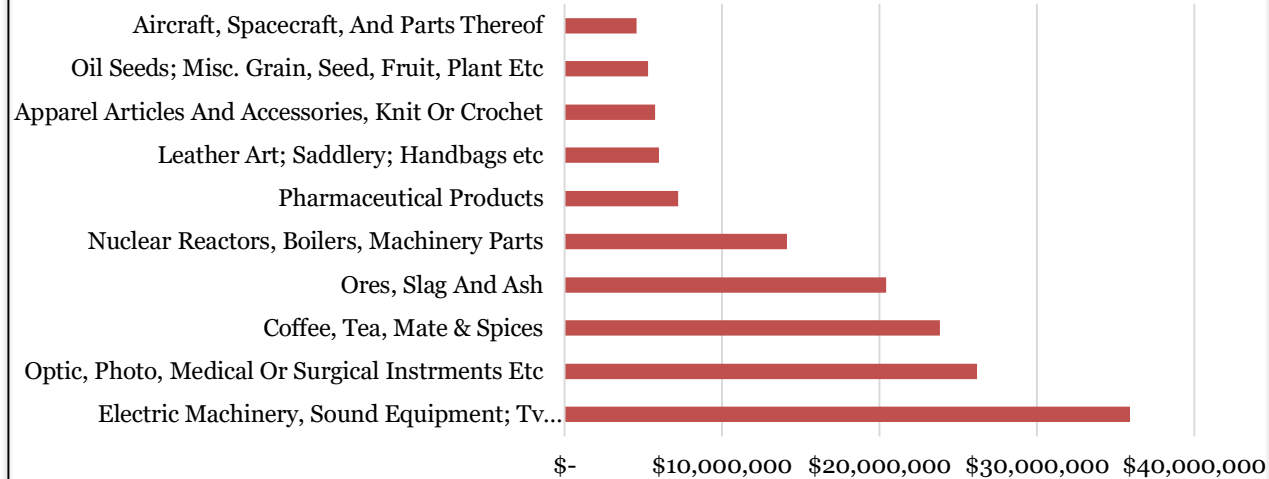 Aircraft, Spacecraft, And Parts Thereof
Oil Seeds; Misc. Grain, Seed, Fruit, Plant Etc
Apparel Articles And Accessories, Knit Or Crochet
Leather Art; Saddlery; Handbags etc
Pharmaceutical Products
Nuclear Reactors, Boilers, Machinery Parts
Ores, Slag And Ash
Coffee, Tea, Mate & Spices
Optic, Photo, Medical Or Surgical Instrments Etc
Electric Machinery, Sound Equipment; Tv...
$- $10,000,000 $20,000,000 $30,000,000 $40,000,000